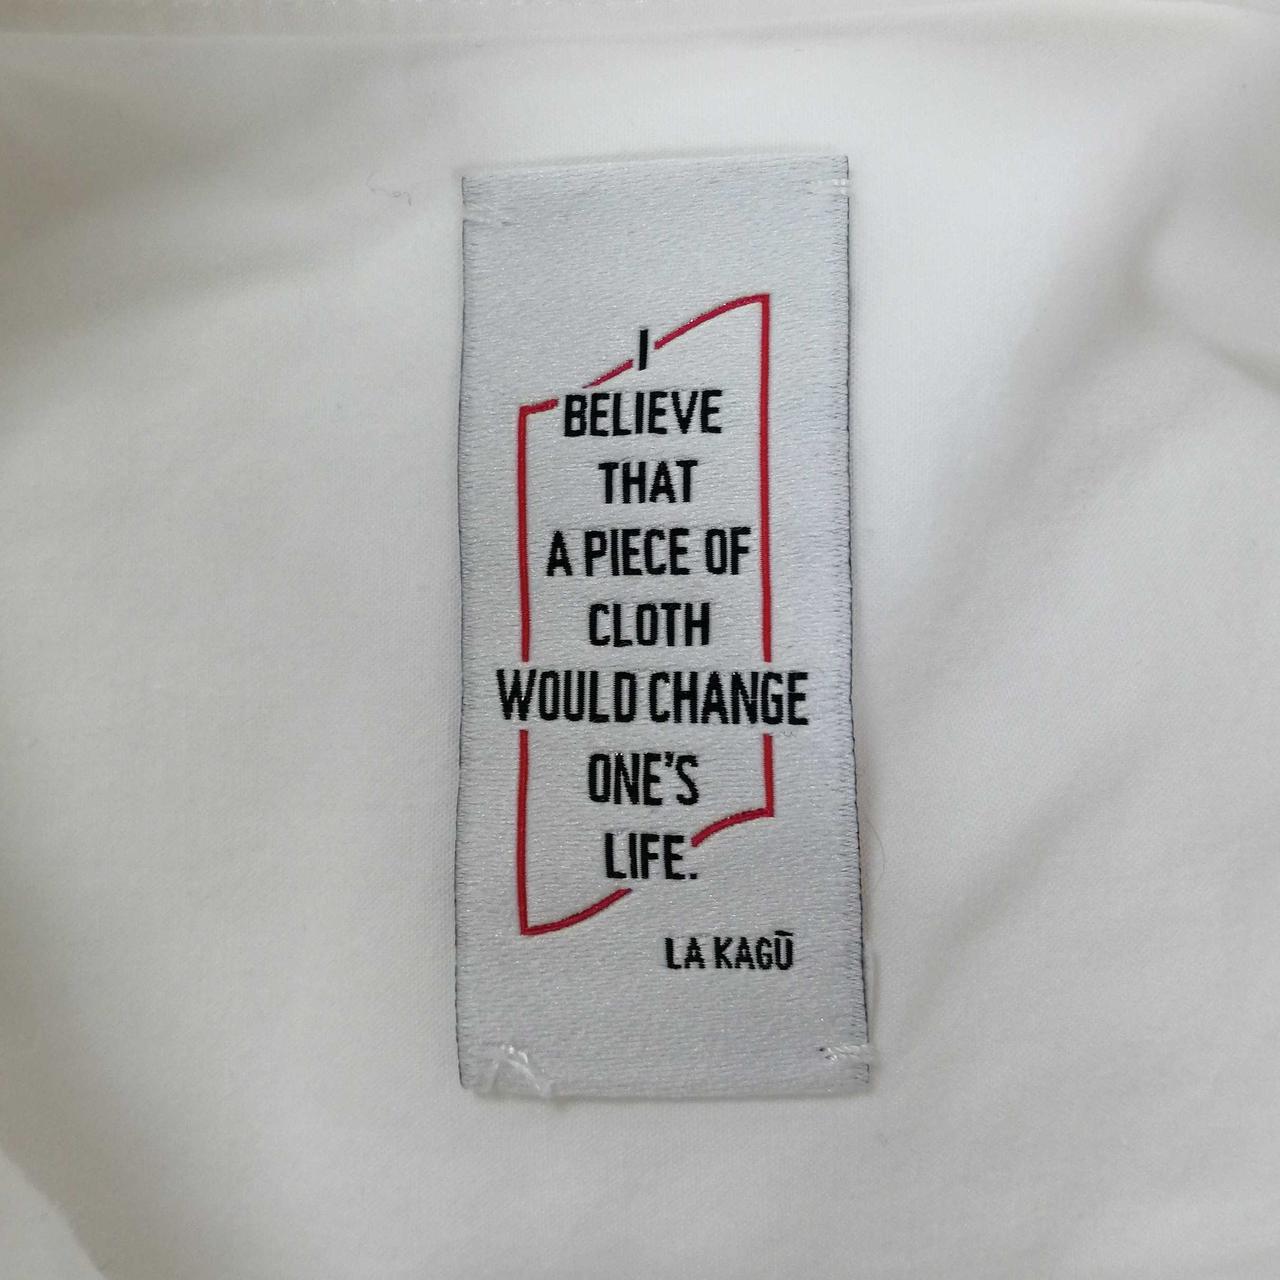 I
BELIEVE
THAT
A PIECE OF
CLOTH
WOULD CHANGE
ONE'S
LIFE.
LA KAGŪ